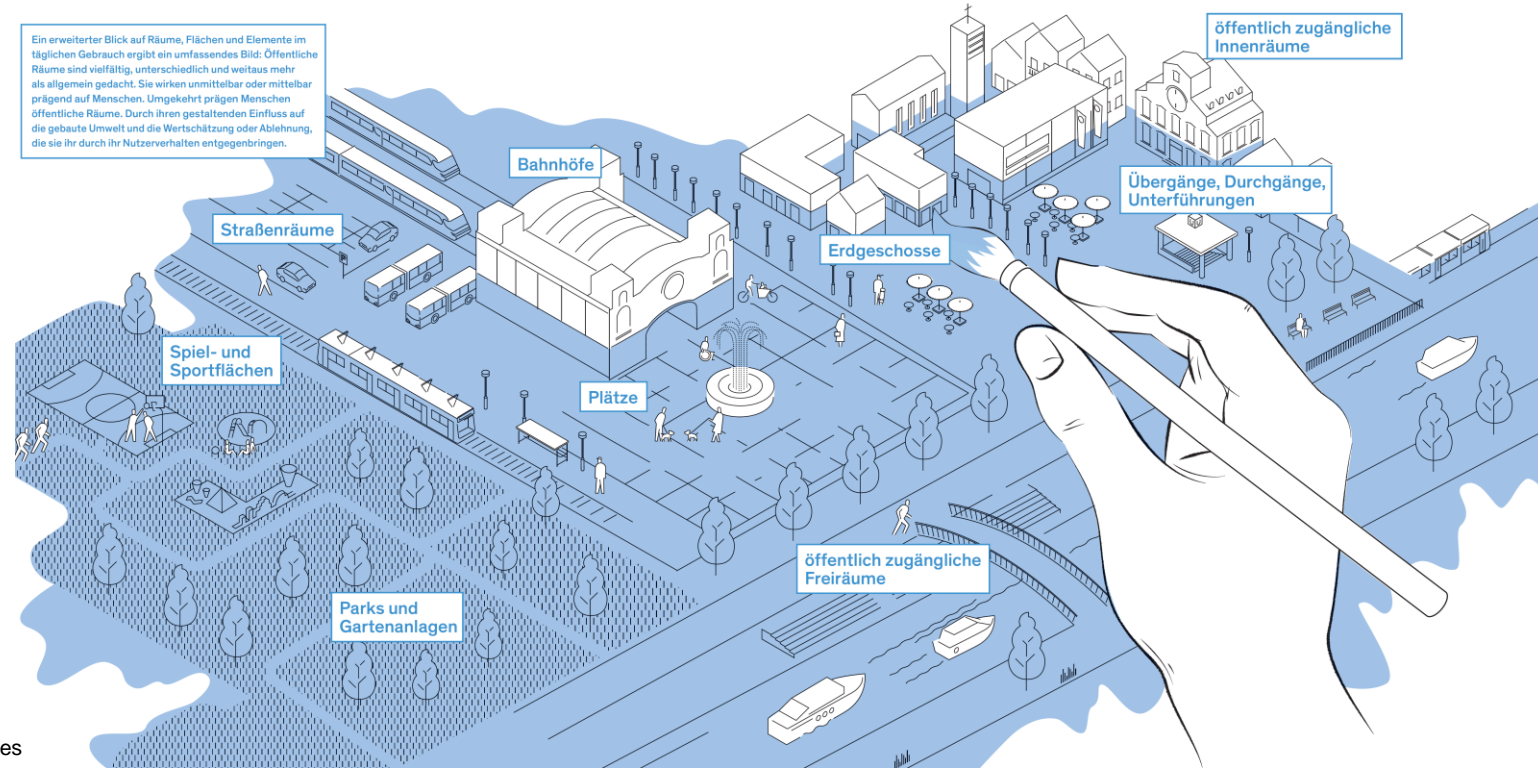 Ein erweiterter Blick auf Räume, Flächen und Elemente im
täglichen Gebrauch ergibt ein umfassendes Bild: Öffentliche
Räume sind vielfältig, unterschiedlich und weitaus mehr
als allgemein gedacht. Sie wirken unmittelbar oder mittelbar
prägend auf Menschen. Umgekehrt prägen Menschen
öffentliche Räume. Durch ihren gestaltenden Einfluss auf
die gebaute Umwelt und die Wertschätzung oder Ablehnung,
die sie ihr durch ihr Nutzerverhalten entgegenbringen.
öffentlich zugängliche
Innenräume
Bahnhöfe
Übergänge, Durchgänge,
Unterführungen
Straßenräume
Erdgeschosse
Spiel- und
Sportflächen
Plätze
öffentlich zugängliche
Freiräume
Parks und
Gartenanlagen
es